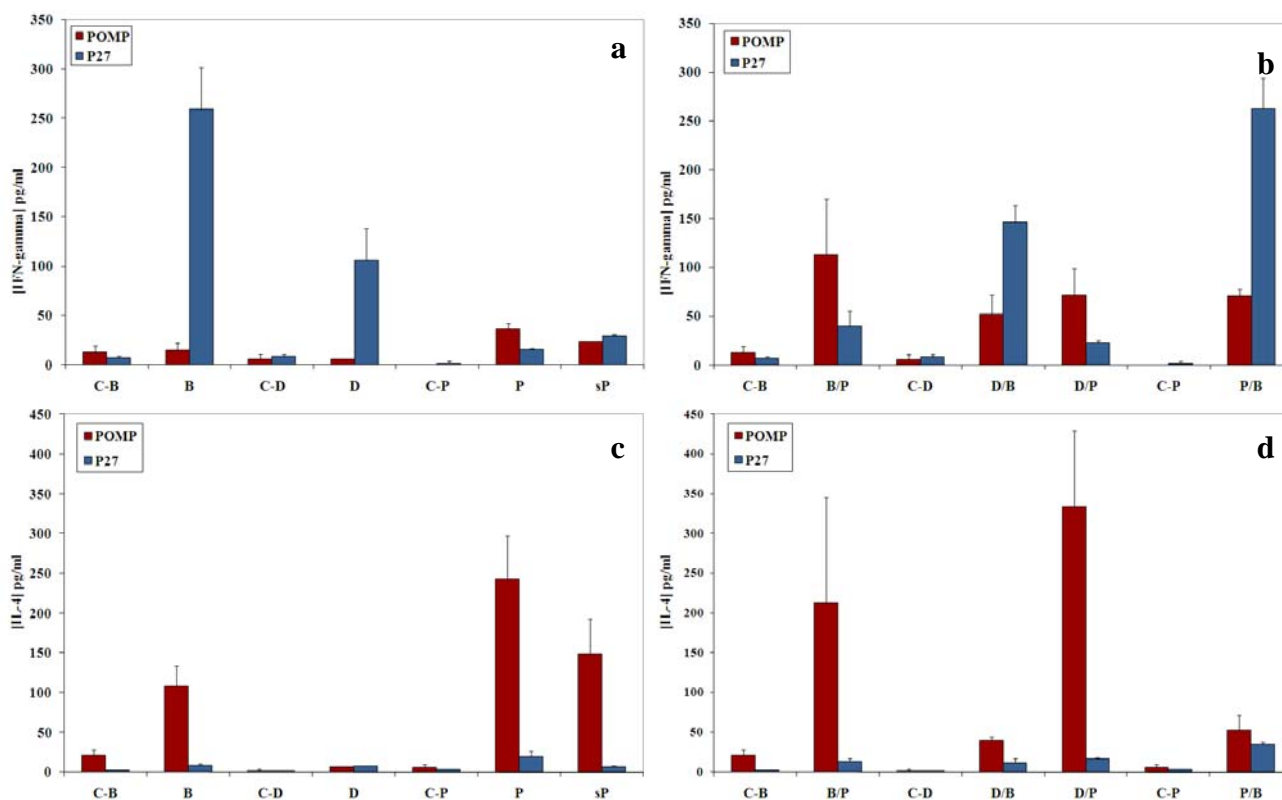 a
[IFN-gamma] pg/ml
350
300
250
200
150
100
50
0
POMP
P27
C-B B C-D D C-P P sP
b
[IFN-gamma] pg/ml
350
300
250
200
150
100
50
0
POMP
P27
C-B B/P C-D D/B D/P C-P P/B
c
[IL-4] pg/ml
450
400
350
300
250
200
150
100
50
0
POMP
P27
C-B B C-D D C-P P sP
d
[IL-4] pg/ml
450
400
350
300
250
200
150
100
50
0
POMP
P27
C-B B/P C-D D/B D/P C-P P/B